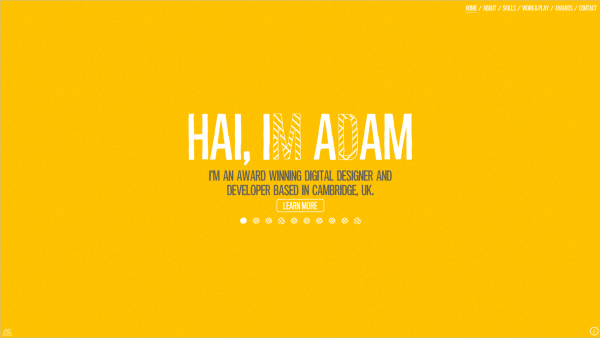 HOME / ABOUT / SKILLS / WORK & PLAY / AWARDS / CONTACT
HAI, IM ADAM
I'M AN AWARD WINNING DIGITAL DESIGNER AND
DEVELOPER BASED IN CAMBRIDGE, UK.
LEARN MORE